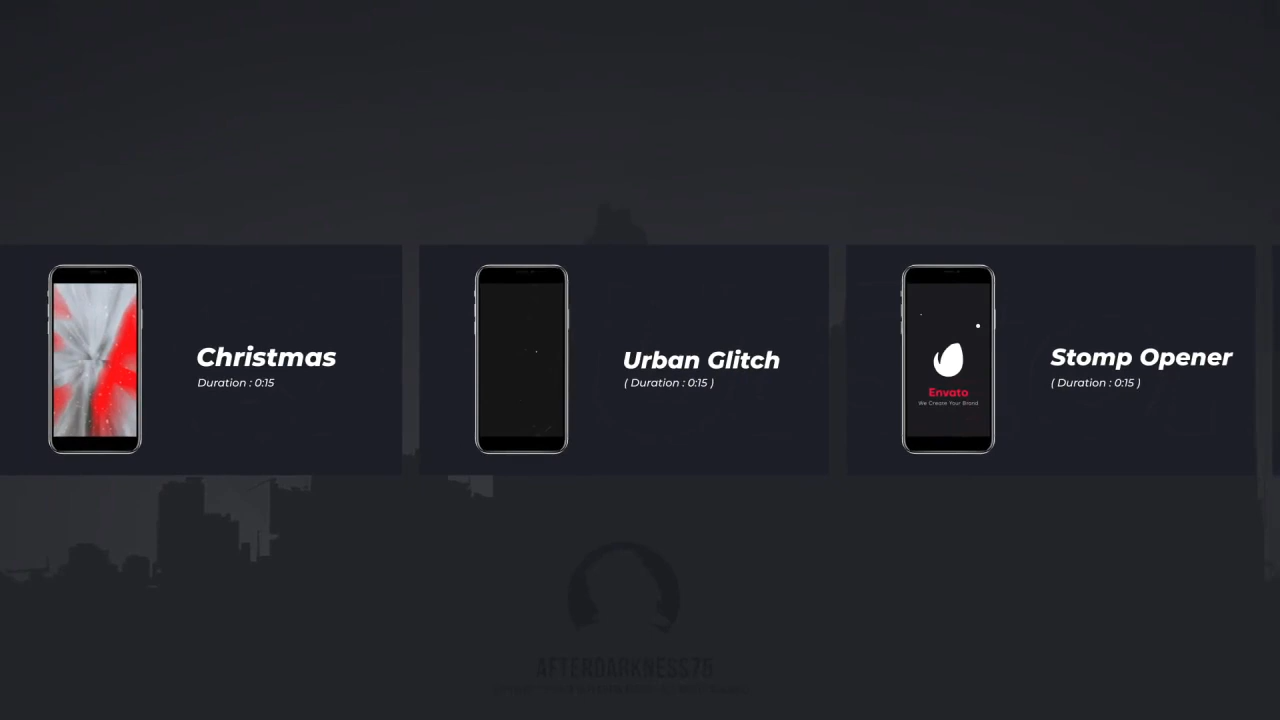 Christmas
Duration : 0:15
Urban Glitch
( Duration : 0:15 )
Envato
We Create Your Brand
Stomp Opener
( Duration : 0:15 )
AFTERDARKNESS75